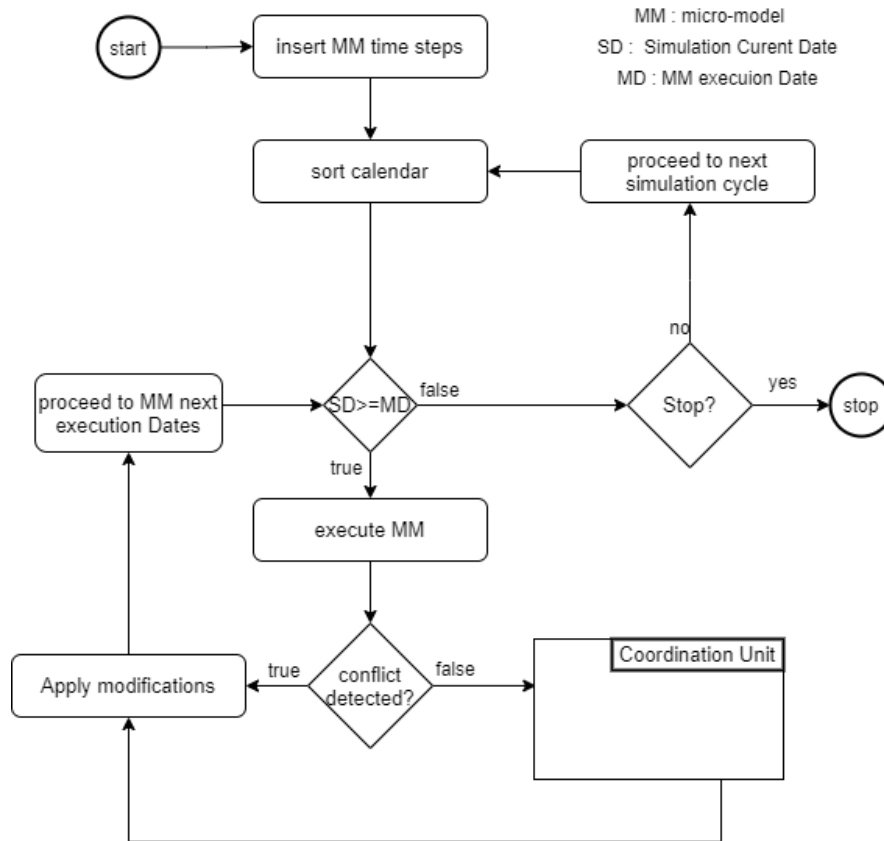 MM : micro-model
SD :  Simulation Curent Date
MD : MM execuion Date
start
insert MM time steps
sort calendar
proceed to next
simulation cycle
no
proceed to MM next
execution Dates
SD>=MD
false
Stop?
yes
stop
true
execute MM
Apply modifications
true
conflict
detected?
false
Coordination Unit